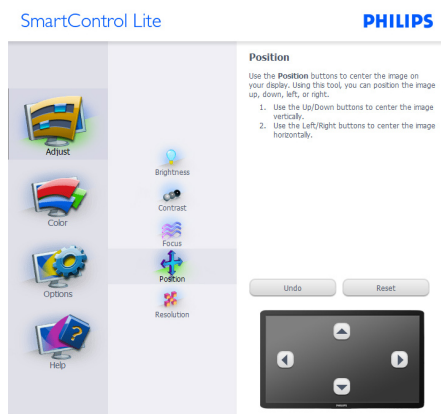 SmartControl Lite
PHILIPS
Adjust
Color
Options
Help
Brightness
Contrast
Focus
Position
Resolution
Position
Use the Position buttons to center the image on
your display. Using this tool, you can position the image
up, down, left, or right.
1. Use the Up/Down buttons to center the image
vertically.
2. Use the Left/Right buttons to center the image
horizontally.
Undo
Reset
PHILIPS